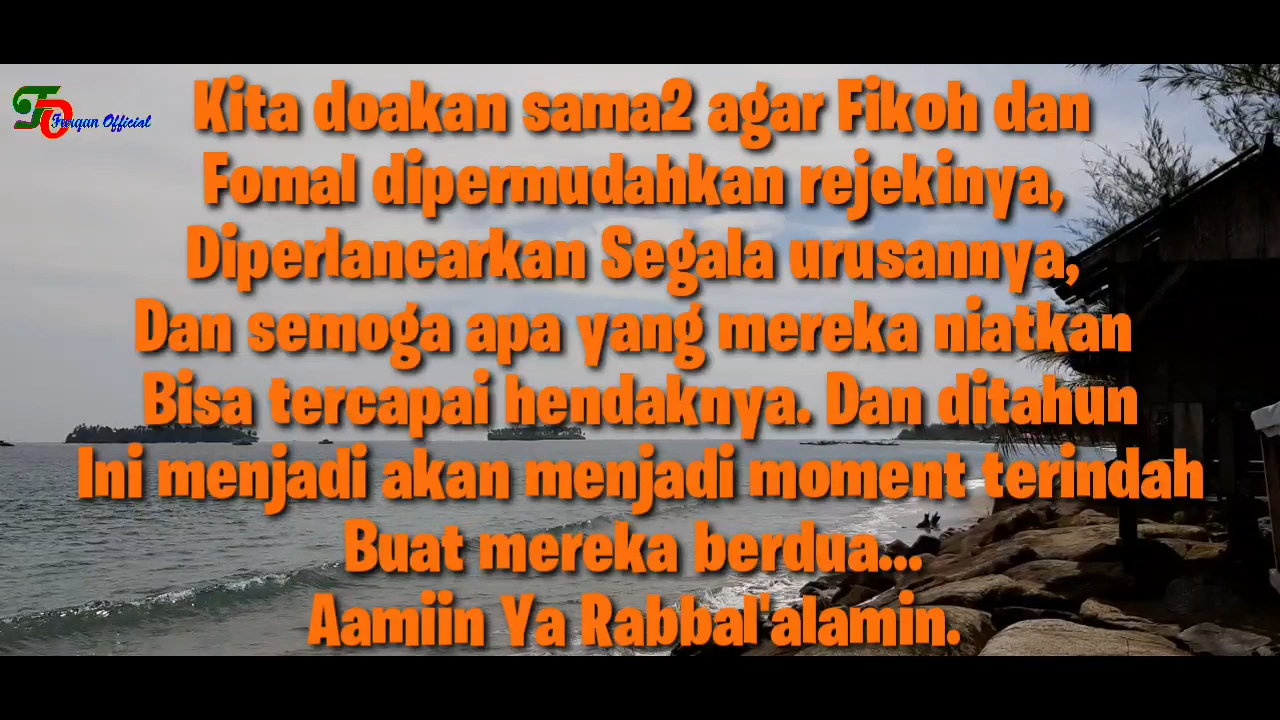 Furqan Official
Kita doakan sama2 agar Fikoh dan
Fomal dipermudahkan rejekinya,
Diperlancarkan Segala urusannya,
Dan semoga apa yang mereka niatkan
Bisa tercapai hendaknya. Dan ditahun
Ini menjadi akan menjadi moment terindah
Buat mereka berdua...
Aamiin Ya Rabbal'alamin.